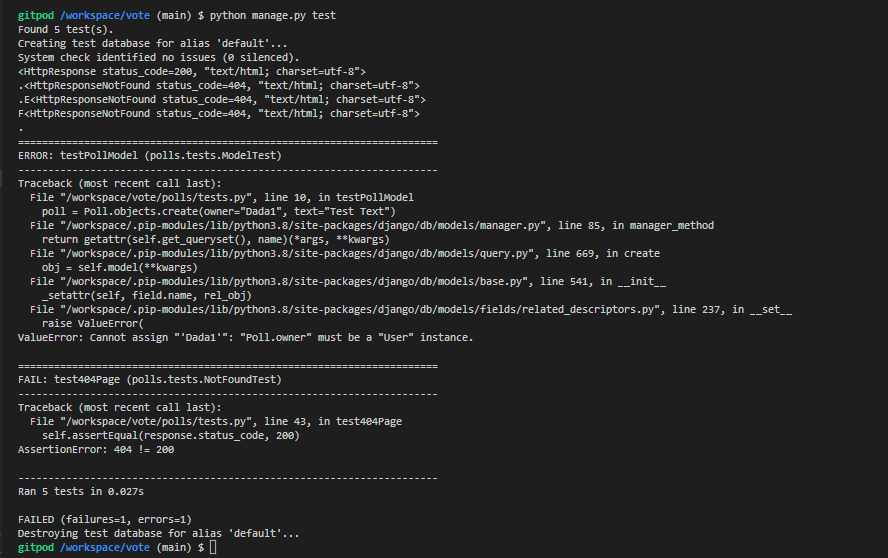 gitpod /workspace/vote (main) $ python manage.py test
Found 5 test(s).
Creating test database for alias 'default'...
System check identified no issues (0 silenced).
<HttpResponse status_code=200, "text/html; charset=utf-8">
.<HttpResponseNotFound status_code=404, "text/html; charset=utf-8">
.E<HttpResponseNotFound status_code=404, "text/html; charset=utf-8">
F<HttpResponseNotFound status_code=404, "text/html; charset=utf-8">
.
======================================================================
ERROR: testPollModel (polls.tests.ModelTest)
----------------------------------------------------------------------
Traceback (most recent call last):
  File "/workspace/vote/polls/tests.py", line 10, in testPollModel
    poll = Poll.objects.create(owner="Dada1", text="Test Text")
  File "/workspace/.pip-modules/lib/python3.8/site-packages/django/db/models/manager.py", line 85, in manager_method
    return getattr(self.get_queryset(), name)(*args, **kwargs)
  File "/workspace/.pip-modules/lib/python3.8/site-packages/django/db/models/query.py", line 669, in create
    obj = self.model(**kwargs)
  File "/workspace/.pip-modules/lib/python3.8/site-packages/django/db/models/base.py", line 541, in __init__
    _setattr(self, field.name, rel_obj)
  File "/workspace/.pip-modules/lib/python3.8/site-packages/django/db/models/fields/related_descriptors.py", line 237, in __set__
    raise ValueError(
ValueError: Cannot assign "'Dada1'": "Poll.owner" must be a "User" instance.

======================================================================
FAIL: test404Page (polls.tests.NotFoundTest)
----------------------------------------------------------------------
Traceback (most recent call last):
  File "/workspace/vote/polls/tests.py", line 43, in test404Page
    self.assertEqual(response.status_code, 200)
AssertionError: 404 != 200

----------------------------------------------------------------------
Ran 5 tests in 0.027s

FAILED (failures=1, errors=1)
Destroying test database for alias 'default'...
gitpod /workspace/vote (main) $